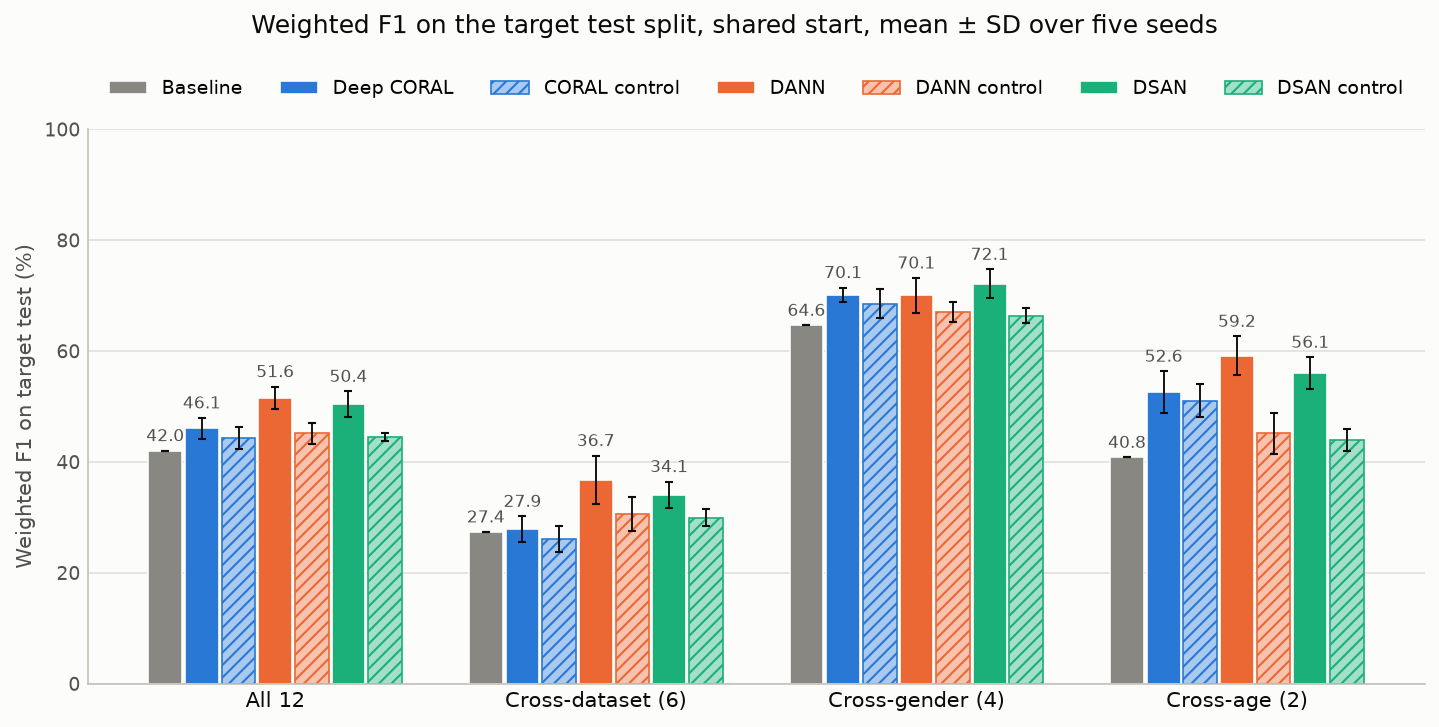 Weighted F1 on the target test split, shared start, mean ± SD over five seeds
Baseline Deep CORAL CORAL control DANN DANN control DSAN DSAN control
Weighted F1 on target test (%)
100
80
60
40
20
0
42.0 46.1 51.6 50.4
27.4 27.9 36.7 34.1
64.6 70.1 70.1 72.1
40.8 52.6 59.2 56.1
All 12 Cross-dataset (6) Cross-gender (4) Cross-age (2)